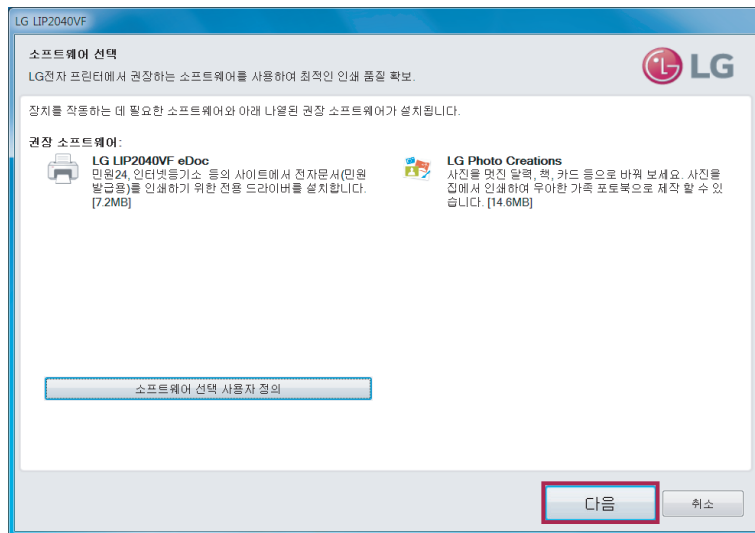 LG LIP2040VF
소프트웨어 선택
LG전자 프린터에서 권장하는 소프트웨어를 사용하여 최적인 인쇄 품질 확보.
LG
장치를 작동하는 데 필요한 소프트웨어와 아래 나열된 권장 소프트웨어가 설치됩니다.
권장 소프트웨어:
LG LIP2040VF eDoc
민원24, 인터넷등기소 등의 사이트에서 전자문서(민원
발급용)를 인쇄하기 위한 전용 드라이버를 설치합니다.
[7.2MB]
LG Photo Creations
사진을 멋진 달력, 책, 카드 등으로 바꿔 보세요. 사진을
집에서 인쇄하여 우아한 가족 포토북으로 제작 할 수 있
습니다. [14.6MB]
소프트웨어 선택 사용자 정의
다음
취소